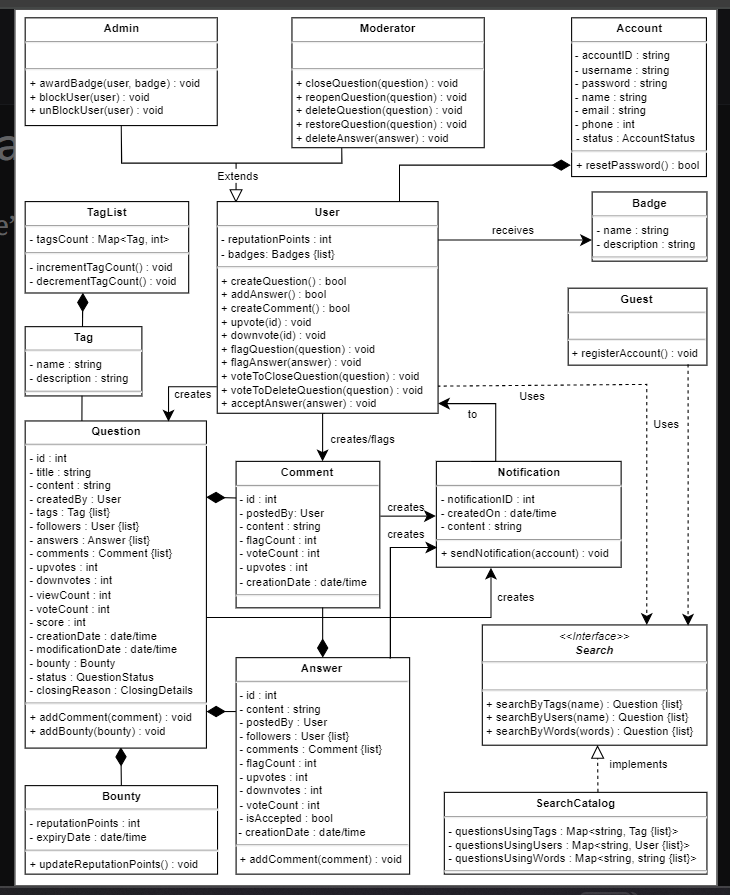 Admin
+ awardBadge(user, badge) : void
+ blockUser(user) : void
+ unBlockUser(user) : void
Moderator
+ closeQuestion(question) : void
+ reopenQuestion(question) : void
+ deleteQuestion(question) : void
+ restoreQuestion(question) : void
+ deleteAnswer(answer) : void
Account
- accountID : string
- username : string
- password : string
- name : string
- email : string
- phone : int
- status : AccountStatus
+ resetPassword() : bool
Extends
TagList
- tagsCount : Map<Tag, int>
-incrementTagCount() : void
- decrementTagCount() : void
User
- reputationPoints : int
- badges: Badges {list}
+ createQuestion() : bool
+ addAnswer() : bool
+ createComment() : bool
+ upvote(id) : void
+ downvote(id) : void
+ flagQuestion(question) : void
+ flagAnswer(answer) : void
+ voteToCloseQuestion(question) : void
+ voteToDeleteQuestion(question) : void
+ acceptAnswer(answer) : void
receives
Badge
- name : string
- description : string
Guest
+ registerAccount() : void
Tag
- name : string
- description : string
creates
Uses
to
Uses
creates/flags
Question
- id : int
- title : string
- content : string
- createdBy : User
- tags : Tag {list}
- followers : User {list}
- answers : Answer {list}
- comments : Comment {list}
- upvotes : int
- downvotes : int
- viewCount : int
- voteCount : int
- score : int
- creationDate : date/time
- modificationDate : date/time
- bounty : Bounty
- status : QuestionStatus
- closingReason : ClosingDetails
+ addComment(comment) : void
+ addBounty(bounty) : void
Comment
- id : int
- postedBy: User
- content : string
- flagCount : int
- voteCount : int
- upvotes : int
- creationDate : date/time
creates
creates
Notification
- notificationID : int
- createdOn : date/time
- content : string
+ sendNotification(account) : void
creates
<<Interface>>
Search
+ searchByTags(name) : Question {list}
+ searchByUsers(name) : Question {list}
+ searchByWords(words) : Question {list}
implements
Answer
- id : int
- content : string
- postedBy : User
- followers : User {list}
- comments : Comment {list}
- flagCount : int
- upvotes : int
- downvotes : int
- voteCount : int
- isAccepted : bool
- creationDate : date/time
+ addComment(comment) : void
Bounty
- reputationPoints : int
- expiryDate : date/time
+ updateReputationPoints() : void
SearchCatalog
- questionsUsingTags : Map<string, Tag {list}>
- questionsUsingUsers : Map<string, User {list}>
- questionsUsingWords : Map<string, string {list}>